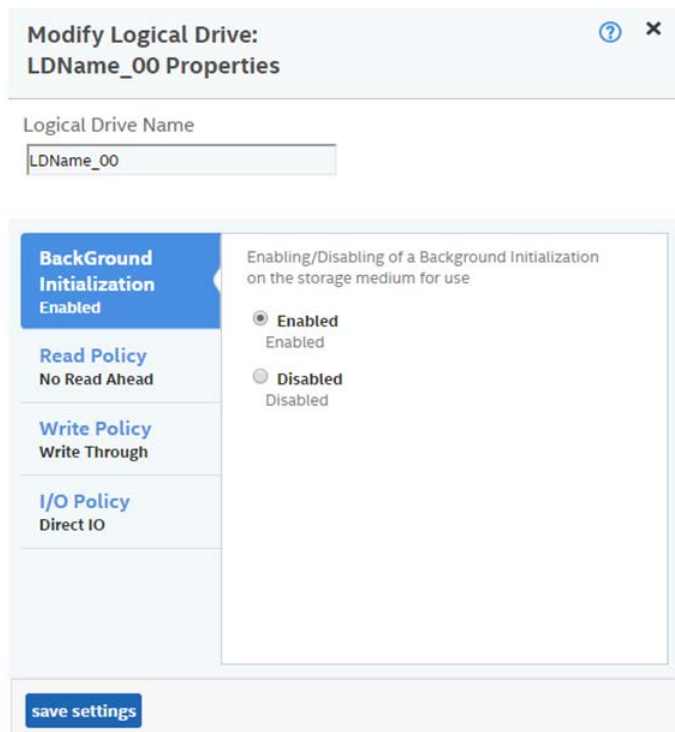 Modify Logical Drive:
LDName_00 Properties
Logical Drive Name
LDName_00
BackGround
Initialization
Enabled
Read Policy
No Read Ahead
Write Policy
Write Through
I/O Policy
Direct IO
Enabling/Disabling of a Background Initialization
on the storage medium for use
Enabled
Enabled
Disabled
Disabled
save settings